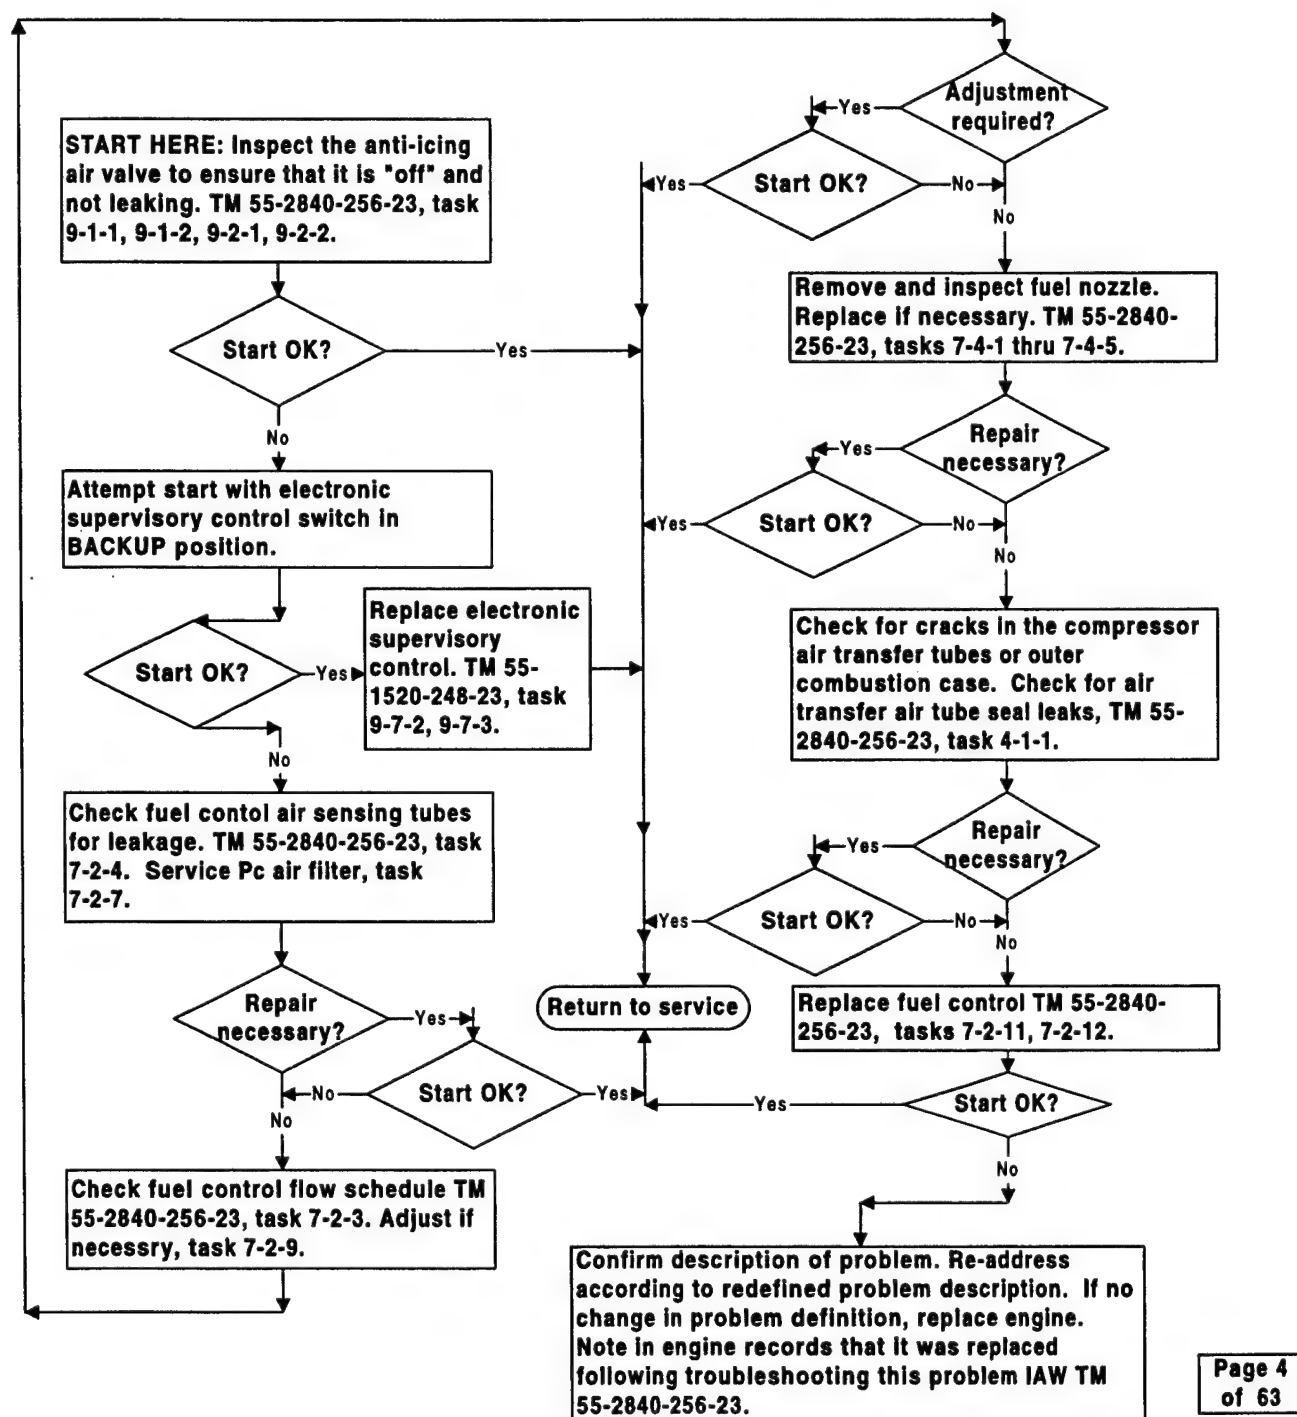 START HERE: Inspect the anti-icing
air valve to ensure that it is "off" and
not leaking. TM 55-2840-256-23, task
9-1-1, 9-1-2, 9-2-1, 9-2-2.
Start OK?
Yes
No
Attempt start with electronic
supervisory control switch in
BACKUP position.
Start OK?
Yes
Replace electronic
supervisory
control. TM 55-
1520-248-23, task
9-7-2, 9-7-3.
No
Check fuel contol air sensing tubes
for leakage. TM 55-2840-256-23, task
7-2-4. Service Pc air filter, task
7-2-7.
Repair
necessary?
Yes
Start OK?
Yes
No
No
Check fuel control flow schedule TM
55-2840-256-23, task 7-2-3. Adjust if
necessry, task 7-2-9.
Adjustment
required?
Yes
Start OK?
Yes
No
No
Remove and inspect fuel nozzle.
Replace if necessary. TM 55-2840-
256-23, tasks 7-4-1 thru 7-4-5.
Repair
necessary?
Yes
Start OK?
Yes
No
No
Check for cracks in the compressor
air transfer tubes or outer
combustion case. Check for air
transfer air tube seal leaks, TM 55-
2840-256-23, task 4-1-1.
Repair
necessary?
Yes
Start OK?
Yes
No
No
Return to service
Replace fuel control TM 55-2840-
256-23, tasks 7-2-11, 7-2-12.
Start OK?
Yes
No
Confirm description of problem. Re-address
according to redefined problem description. If no
change in problem definition, replace engine.
Note in engine records that it was replaced
following troubleshooting this problem IAW TM
55-2840-256-23.
Page 4
of 63